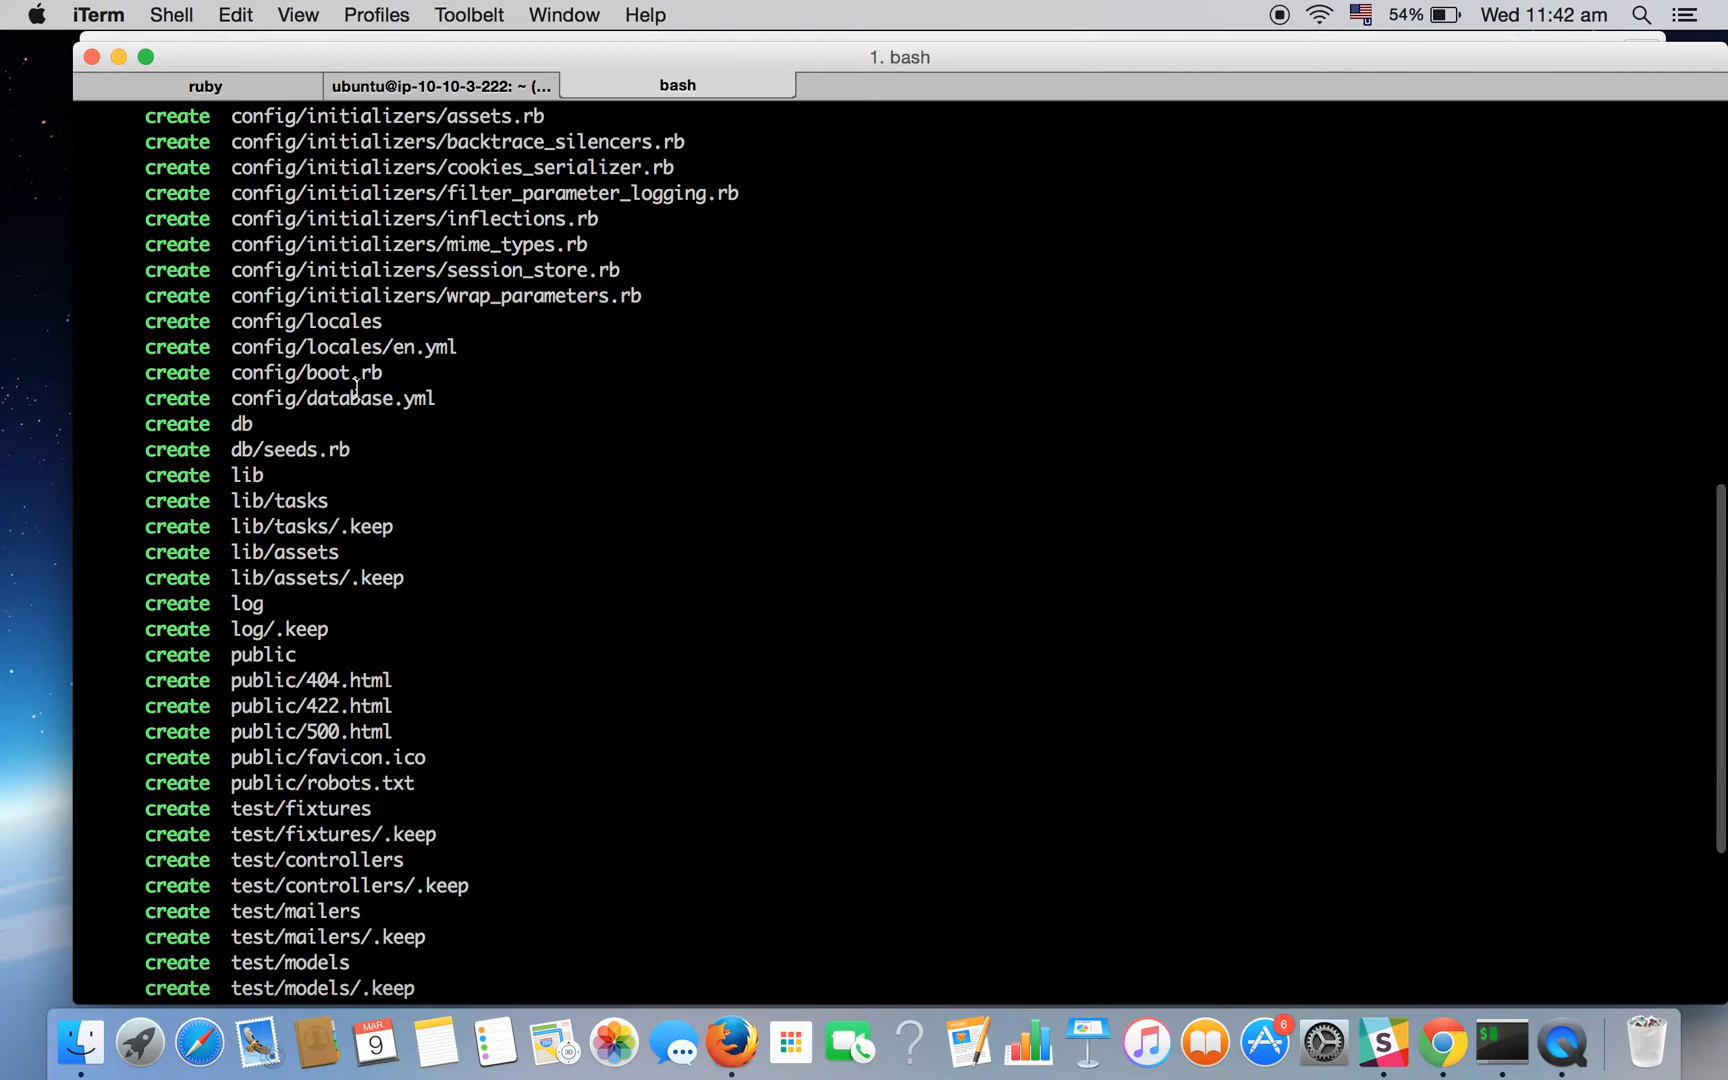 iTerm Shell Edit View Profiles Toolbelt Window Help 54% Wed 11:42 am
1. bash
ruby ubuntu@ip-10-10-3-222: ~ (... bash
create config/initializers/assets.rb
create config/initializers/backtrace_silencers.rb
create config/initializers/cookies_serializer.rb
create config/initializers/filter_parameter_logging.rb
create config/initializers/inflections.rb
create config/initializers/mime_types.rb
create config/initializers/session_store.rb
create config/initializers/wrap_parameters.rb
create config/locales
create config/locales/en.yml
create config/boot.rb
create config/database.yml
create db
create db/seeds.rb
create lib
create lib/tasks
create lib/tasks/.keep
create lib/assets
create lib/assets/.keep
create log
create log/.keep
create public
create public/404.html
create public/422.html
create public/500.html
create public/favicon.ico
create public/robots.txt
create test/fixtures
create test/fixtures/.keep
create test/controllers
create test/controllers/.keep
create test/mailers
create test/mailers/.keep
create test/models
create test/models/.keep
MAR
9
3D
6
$